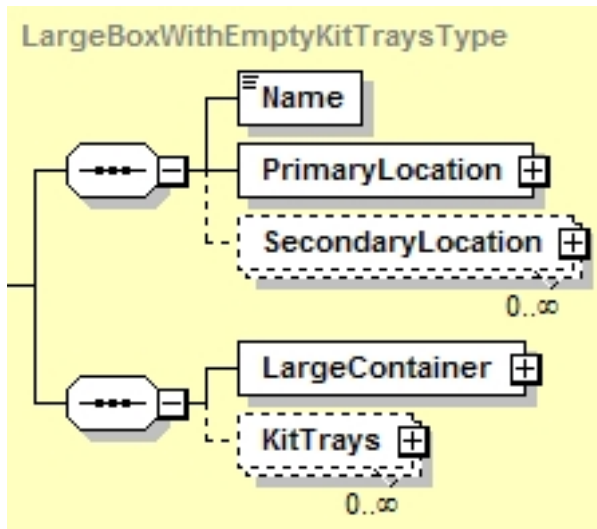 LargeBoxWithEmptyKitTraysType
Name
PrimaryLocation
SecondaryLocation
0..∞
LargeContainer
KitTrays
0..∞